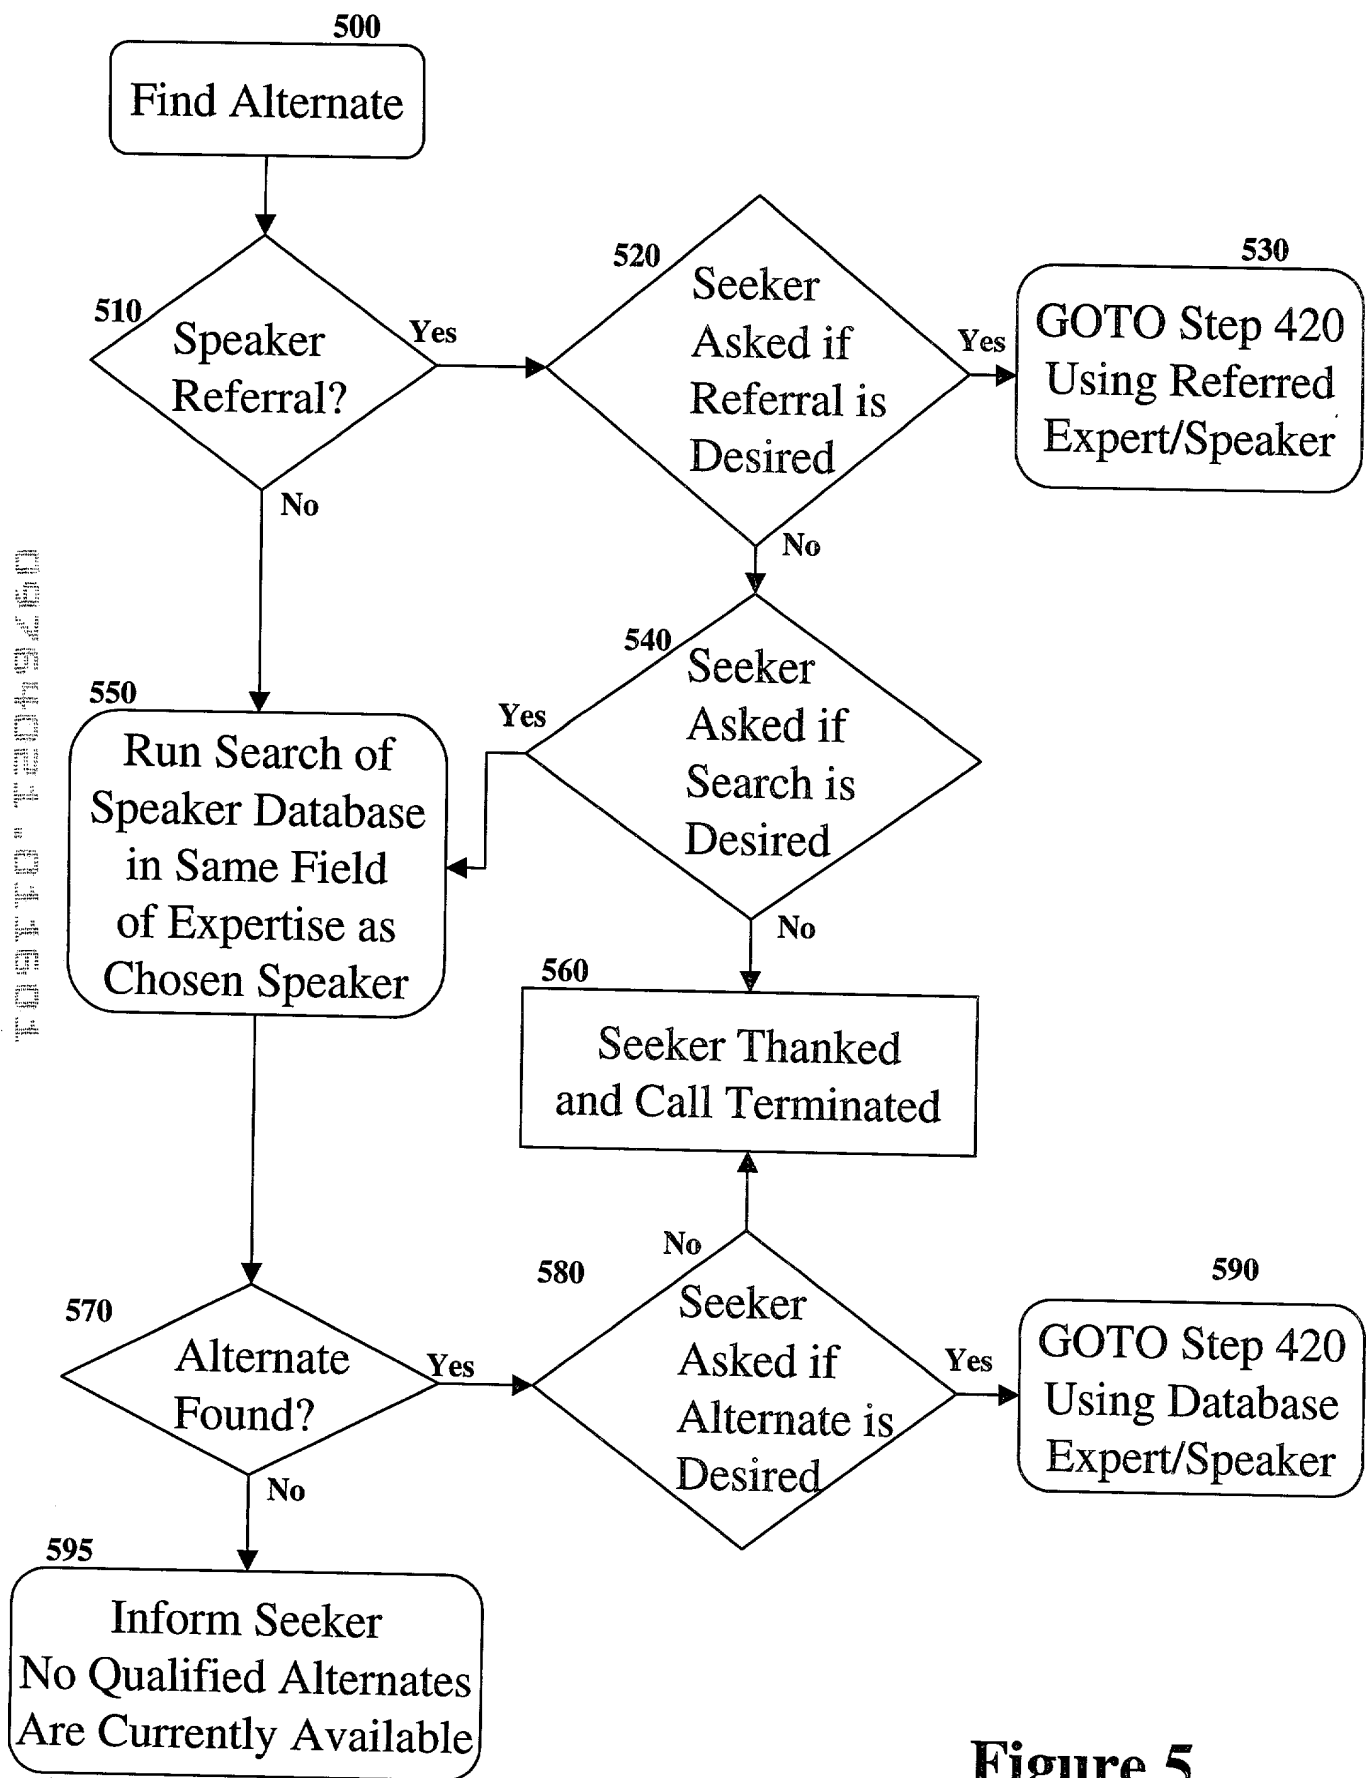 500
Find Alternate
510
Speaker
Referral?
Yes
No
520
Seeker
Asked if
Referral is
Desired
Yes
No
530
GOTO Step 420
Using Referred
Expert/Speaker
540
Seeker
Asked if
Search is
Desired
Yes
No
550
Run Search of
Speaker Database
in Same Field
of Expertise as
Chosen Speaker
560
Seeker Thanked
and Call Terminated
570
Alternate
Found?
Yes
No
580
Seeker
Asked if
Alternate is
Desired
No
Yes
590
GOTO Step 420
Using Database
Expert/Speaker
595
Inform Seeker
No Qualified Alternates
Are Currently Available
Figure 5